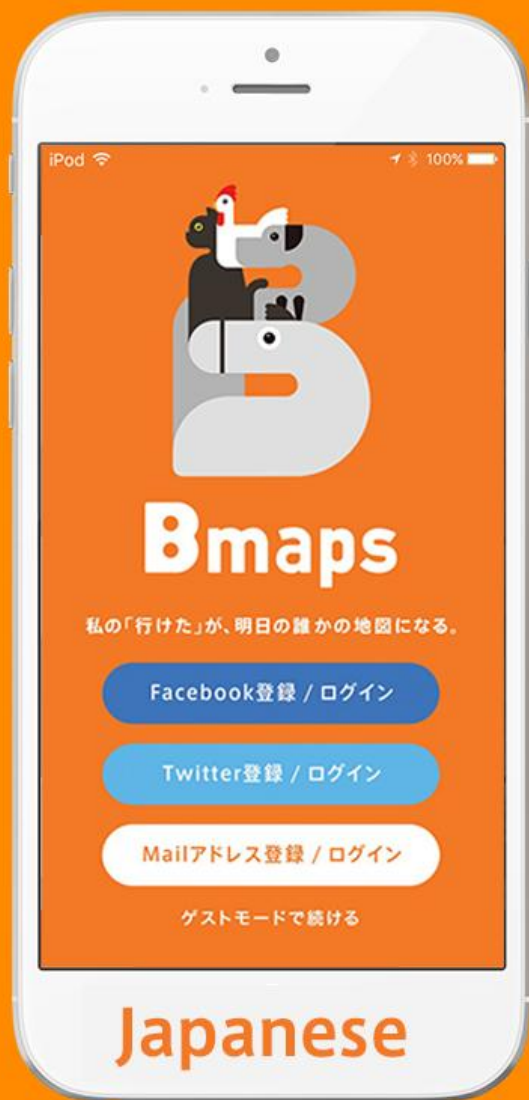 iPod 100%
Bmaps
私の「行けた」が、明日の誰かの地図になる。
Facebook登録 / ログイン
Twitter登録 / ログイン
Mailアドレス登録 / ログイン
ゲストモードで続ける
Japanese